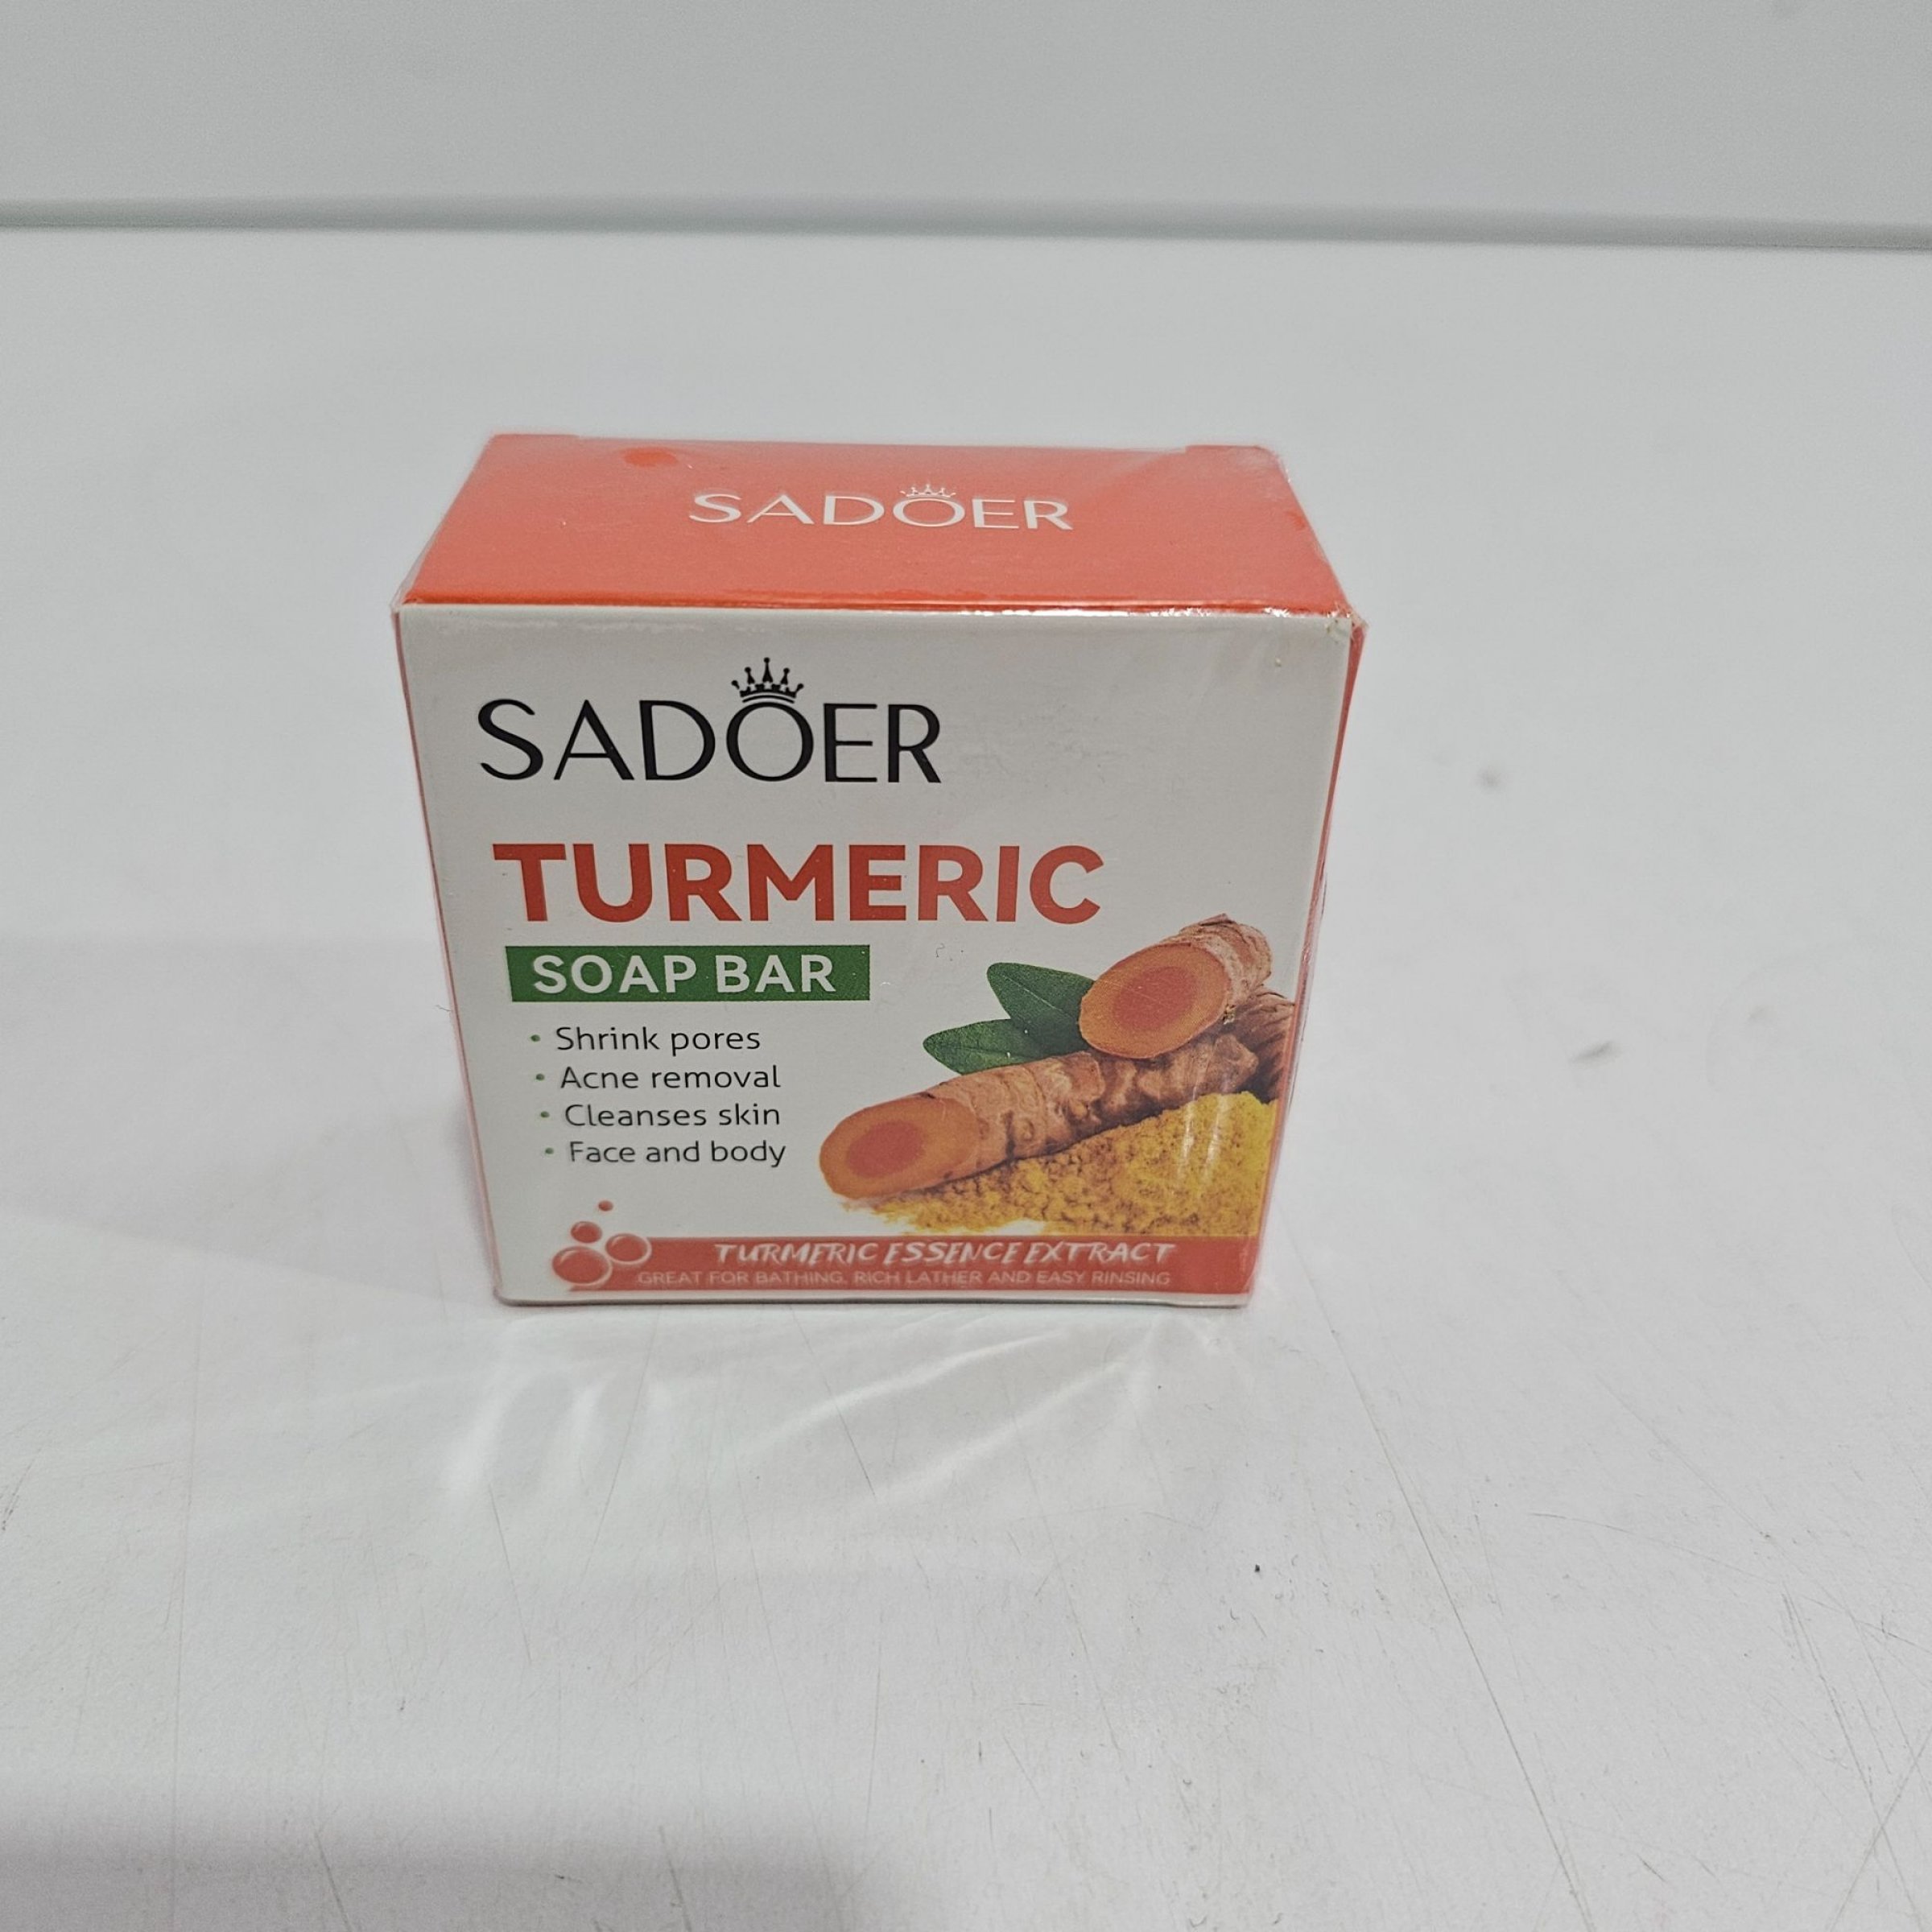 SADOER
SADOER
TURMERIC
SOAP BAR
• Shrink pores
• Acne removal
• Cleanses skin
• Face and body
TURMERIC ESSENCE EXTRACT
GREAT FOR BATHING, RICH LATHER AND EASY RINSING